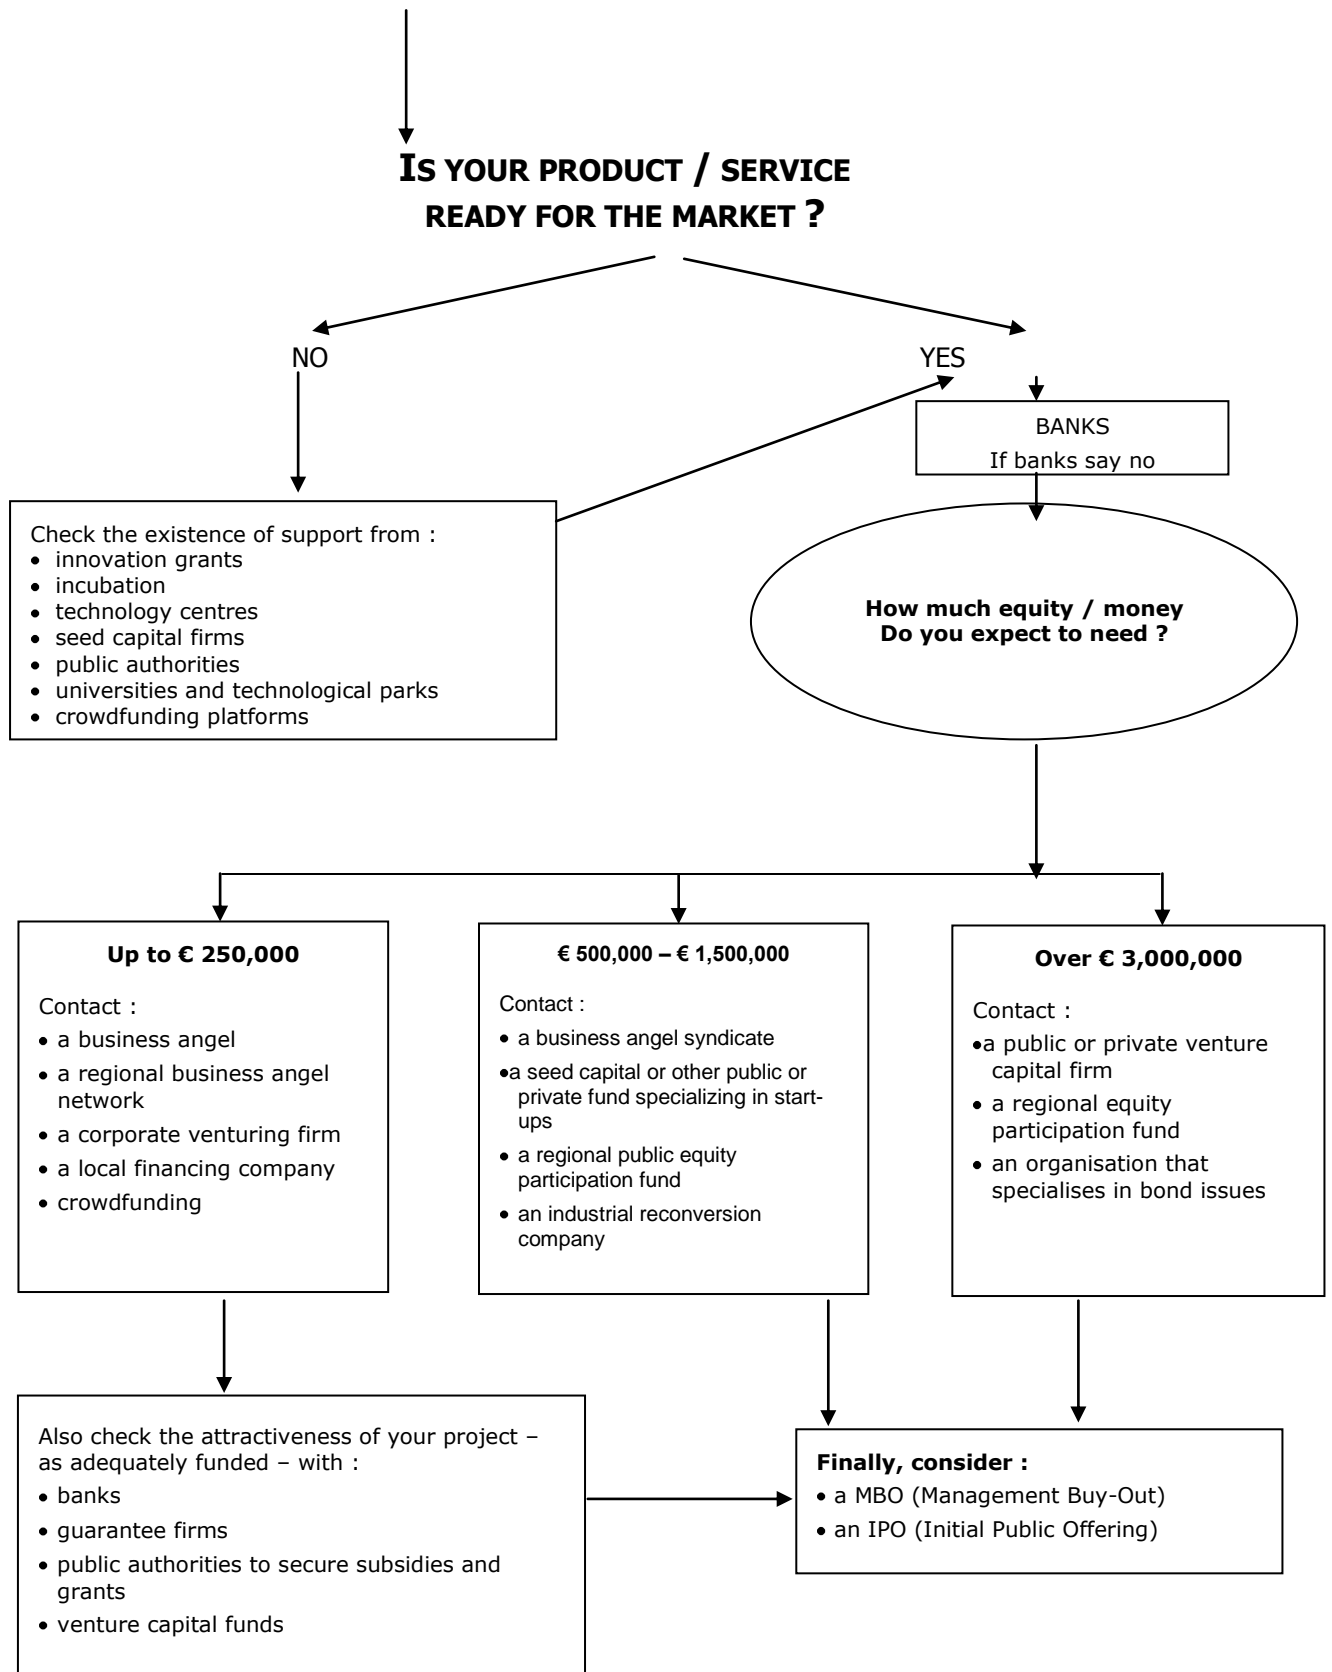 IS YOUR PRODUCT / SERVICE
READY FOR THE MARKET ?
NO
YES
BANKS
If banks say no
Check the existence of support from :
• innovation grants
• incubation
• technology centres
• seed capital firms
• public authorities
• universities and technological parks
• crowdfunding platforms
How much equity / money
Do you expect to need ?
Up to € 250,000
Contact :
• a business angel
• a regional business angel
network
• a corporate venturing firm
• a local financing company
• crowdfunding
€ 500,000 – € 1,500,000
Contact :
• a business angel syndicate
•a seed capital or other public or
private fund specializing in start-
ups
• a regional public equity
participation fund
• an industrial reconversion
company
Over € 3,000,000
Contact :
•a public or private venture
capital firm
• a regional equity
participation fund
• an organisation that
specialises in bond issues
Also check the attractiveness of your project –
as adequately funded – with :
• banks
• guarantee firms
• public authorities to secure subsidies and
grants
• venture capital funds
Finally, consider :
• a MBO (Management Buy-Out)
• an IPO (Initial Public Offering)